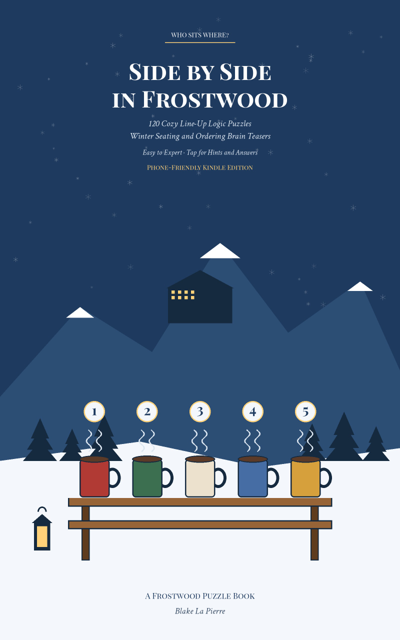 WHO SITS WHERE?
SIDE BY SIDE
IN FROSTWOOD
120 Cozy Line-Up Logic Puzzles
Winter Seating and Ordering Brain Teasers
Easy to Expert · Tap for Hints and Answers
PHONE-FRIENDLY KINDLE EDITION
1 2 3 4 5
A FROSTWOOD PUZZLE BOOK
Blake La Pierre